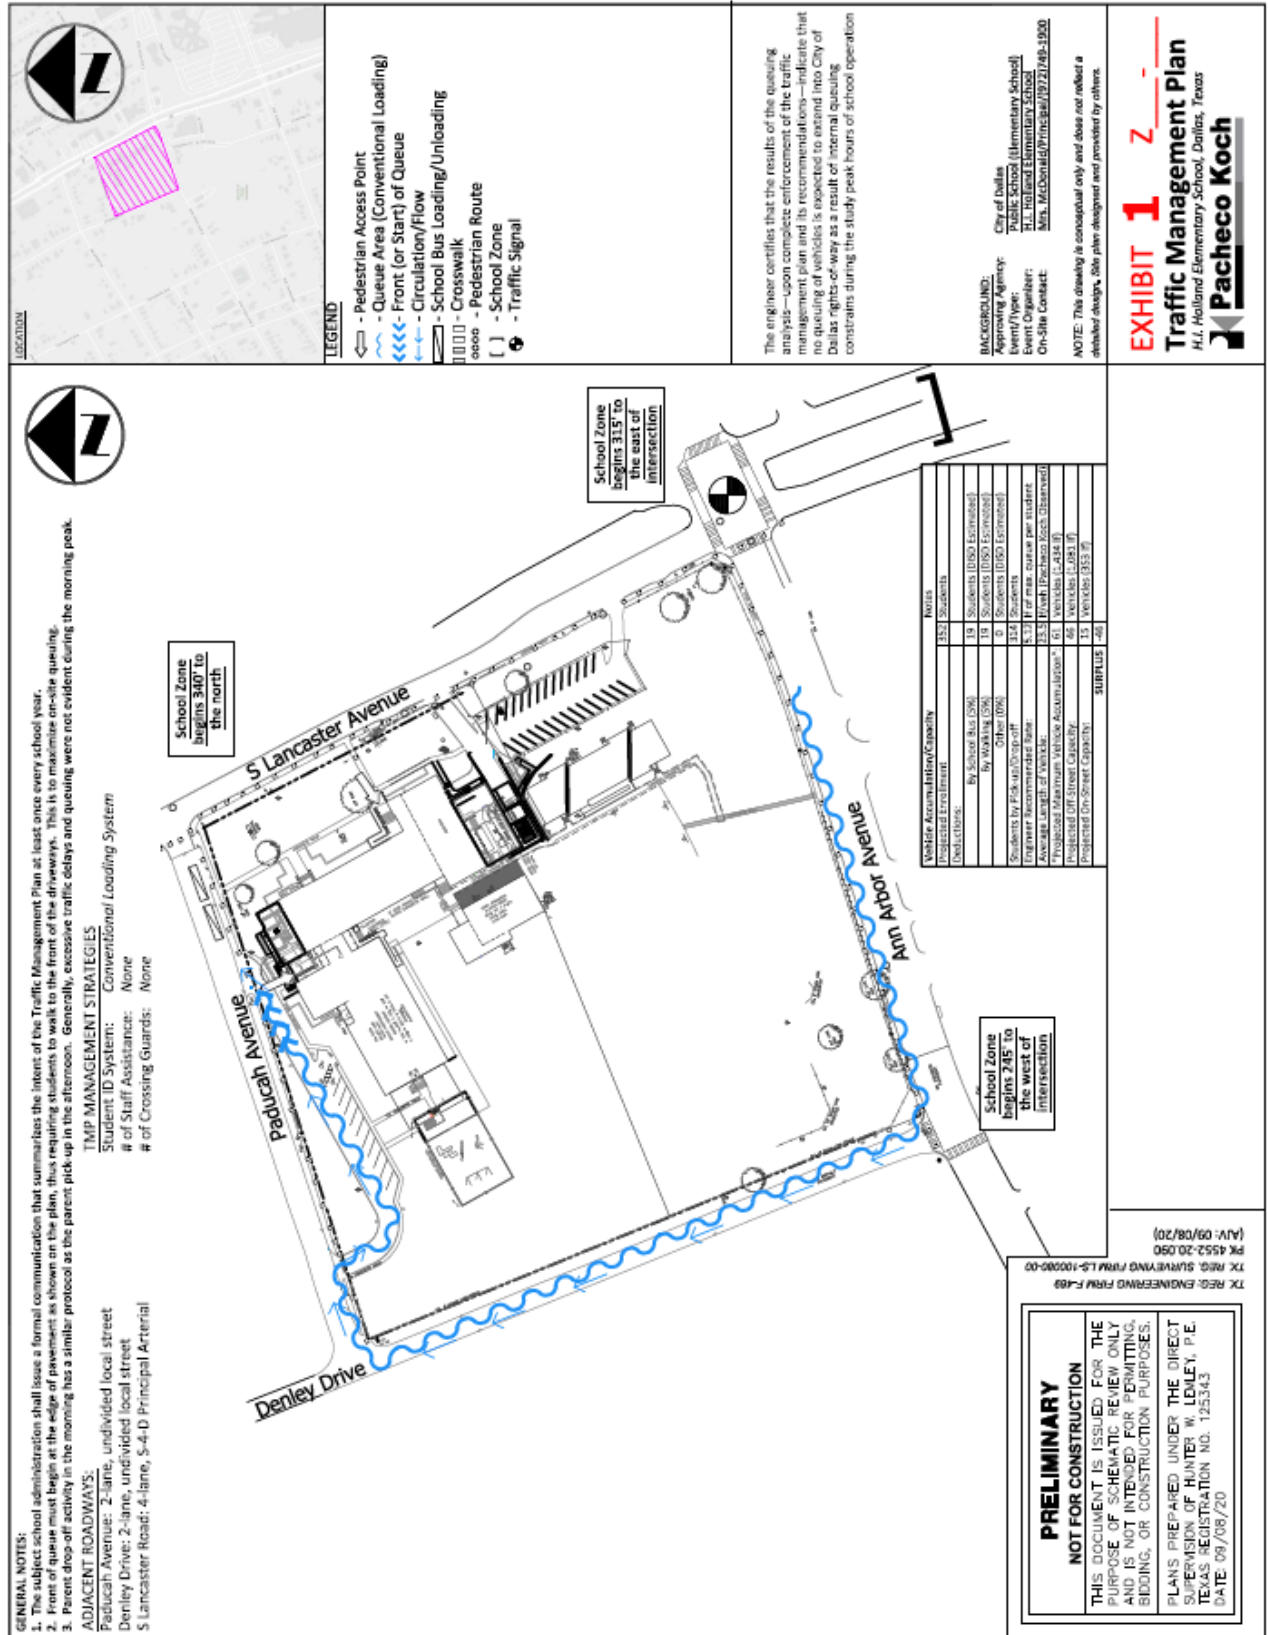 GENERAL NOTES:
1. The subject school administration shall issue a formal communication that summarizes the intent of the Traffic Management Plan at least once every school year.
2. Front of queue must begin at the edge of pavement as shown on the plan, thus requiring students to walk to the front of the driveways. This is to maximize on-site queuing.
3. Parent drop-off activity in the morning has a similar protocol as the parent pick-up in the afternoon. Generally, excessive traffic delays and queuing were not evident during the morning peak.
ADJACENT ROADWAYS:
Paducah Avenue: 2-lane, undivided local street
Denley Drive: 2-lane, undivided local street
S Lancaster Road: 4-lane, S-4-D Principal Arterial
TMP MANAGEMENT STRATEGIES
Student ID System: Conventional Loading System
# of Staff Assistance: None
# of Crossing Guards: None
N
School Zone
begins 340' to
the north
School Zone
begins 315' to
the east of
intersection
School Zone
begins 245' to
the west of
intersection
S Lancaster Avenue
Paducah Avenue
Denley Drive
Ann Arbor Avenue
Vehicle Accumulation/Capacity Notes
Projected Enrollment 352 Students
Deductions:
By School Bus (5%) 19 Students (DISD Estimated)
By Walking (5%) 19 Students (DISD Estimated)
Other (0%) 0 Students (DISD Estimated)
Students by Pick-up/Drop-off 314 Students
Engineer Recommended Rate: 5.12 lf of max. queue per student
Average Length of Vehicle: 23.5 lf/veh (Pacheco Koch Observed)
"Projected Maximum Vehicle Accumulation": 61 Vehicles (1,434 lf)
Projected Off-Street Capacity: 46 Vehicles (1,081 lf)
Projected On-Street Capacity: 15 Vehicles (353 lf)
SURPLUS -46
LOCATION
N
LEGEND
- Pedestrian Access Point
- Queue Area (Conventional Loading)
- Front (or Start) of Queue
- Circulation/Flow
- School Bus Loading/Unloading
- Crosswalk
- Pedestrian Route
[ ] - School Zone
- Traffic Signal
The engineer certifies that the results of the queuing
analysis—upon complete enforcement of the traffic
management plan and its recommendations—indicate that
no queuing of vehicles is expected to extend into City of
Dallas rights-of-way as a result of internal queuing
constrains during the study peak hours of school operation
BACKGROUND:
Approving Agency: City of Dallas
Event/Type: Public School (Elementary School)
Event Organizer: H.I. Holland Elementary School
On-Site Contact: Mrs. McDonald/Principal/(972)749-1900
NOTE: This drawing is conceptual only and does not reflect a
detailed design. Site plan designed and provided by others.
EXHIBIT 1 Z___-___
Traffic Management Plan
H.I. Holland Elementary School, Dallas, Texas
Pacheco Koch
PRELIMINARY
NOT FOR CONSTRUCTION
THIS DOCUMENT IS ISSUED FOR THE
PURPOSE OF SCHEMATIC REVIEW ONLY
AND IS NOT INTENDED FOR PERMITTING,
BIDDING, OR CONSTRUCTION PURPOSES.
PLANS PREPARED UNDER THE DIRECT
SUPERVISION OF HUNTER W. LEMLEY, P.E.
TEXAS REGISTRATION NO. 125343
DATE: 09/08/20
TX. REG. ENGINEERING FIRM F-469
TX. REG. SURVEYING FIRM LS-100080-00
PK 4552-20.090
(AJV: 09/08/20)